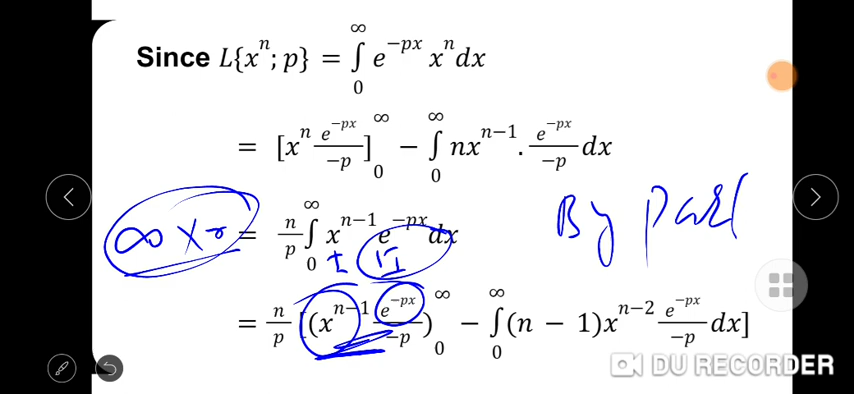 Since L{xⁿ; p} = ∫₀^∞ e^{−px} xⁿ dx
= [xⁿ e^{−px}/−p]₀^∞ − ∫₀^∞ nx^{n−1} . e^{−px}/−p dx
By part
∞ ×
= n/p ∫₀^∞ x^{n−1} e^{−px} dx
I II
= n/p [(x^{n−1} e^{−px}/−p)₀^∞ − ∫₀^∞ (n − 1)x^{n−2} e^{−px}/−p dx]
DU RECORDER